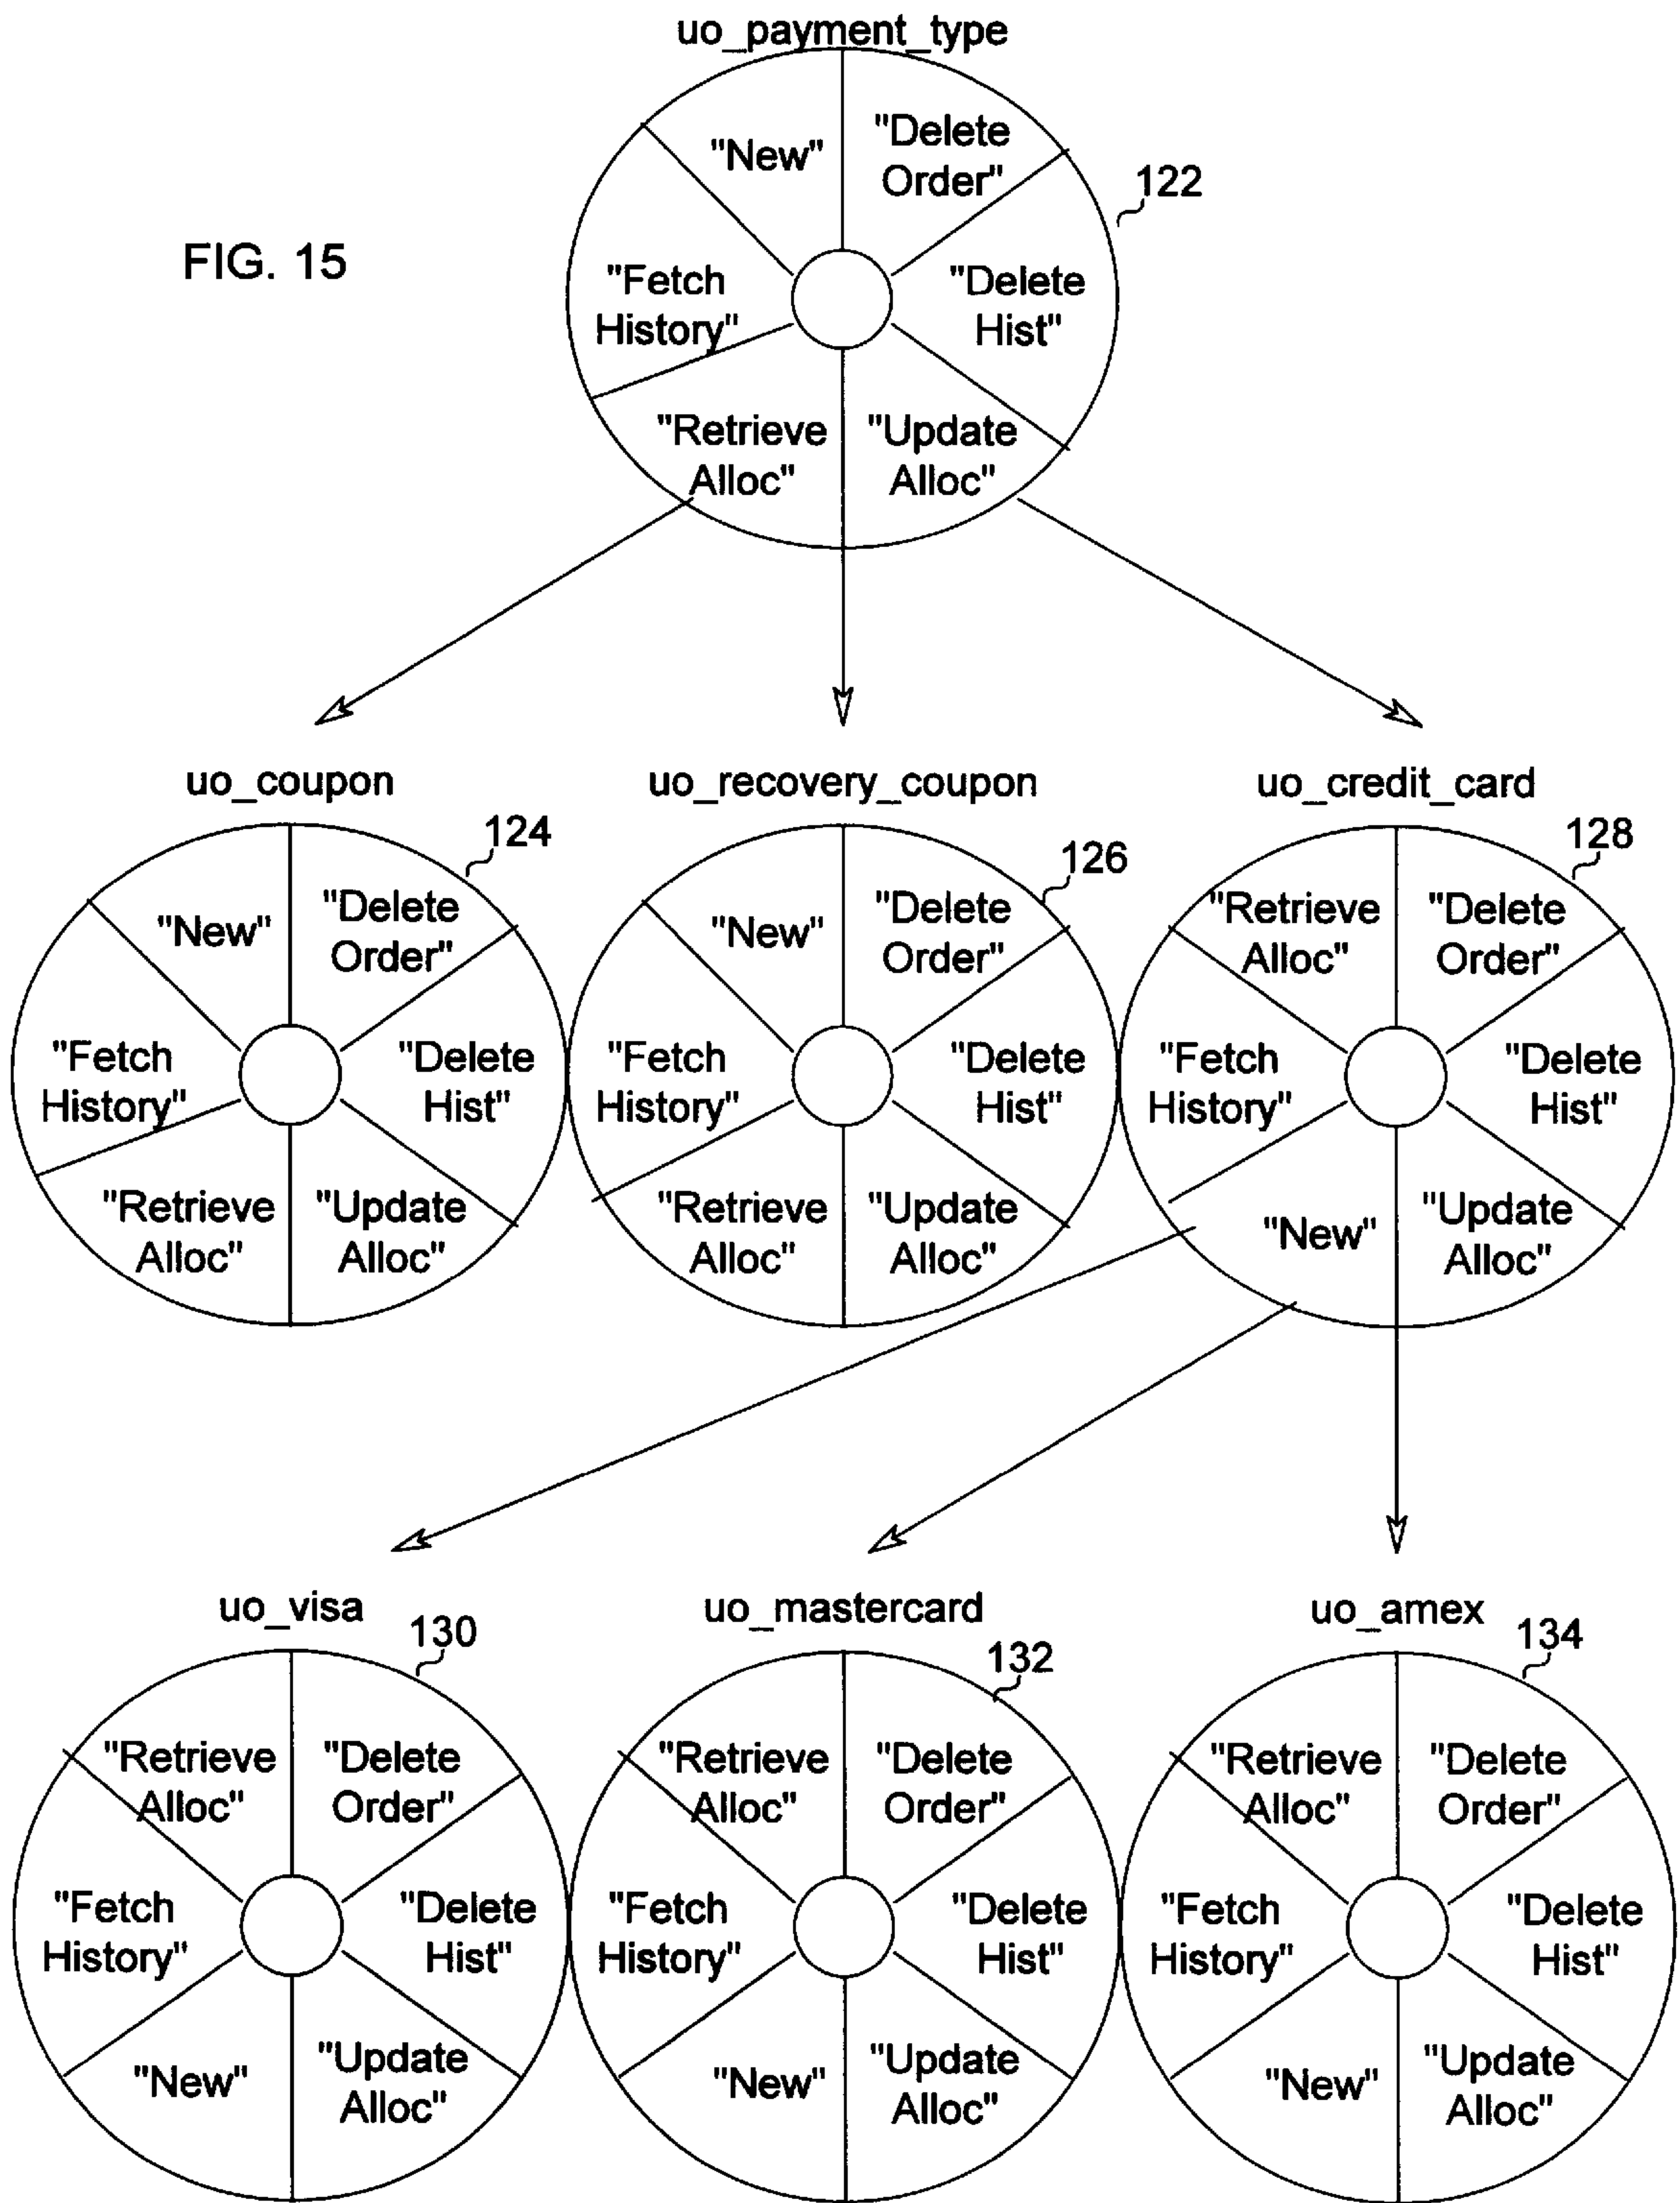 uo_payment_type
"New"
"Delete
Order"
122
FIG. 15
"Fetch
History"
"Delete
Hist"
"Retrieve
Alloc"
"Update
Alloc"
uo_coupon
124
"New"
"Delete
Order"
"Fetch
History"
"Delete
Hist"
"Retrieve
Alloc"
"Update
Alloc"
uo_recovery_coupon
126
"New"
"Delete
Order"
"Fetch
History"
"Delete
Hist"
"Retrieve
Alloc"
"Update
Alloc"
uo_credit_card
128
"Retrieve
Alloc"
"Delete
Order"
"Fetch
History"
"Delete
Hist"
"New"
"Update
Alloc"
uo_visa
130
"Retrieve
Alloc"
"Delete
Order"
"Fetch
History"
"Delete
Hist"
"New"
"Update
Alloc"
uo_mastercard
132
"Retrieve
Alloc"
"Delete
Order"
"Fetch
History"
"Delete
Hist"
"New"
"Update
Alloc"
uo_amex
134
"Retrieve
Alloc"
"Delete
Order"
"Fetch
History"
"Delete
Hist"
"New"
"Update
Alloc"